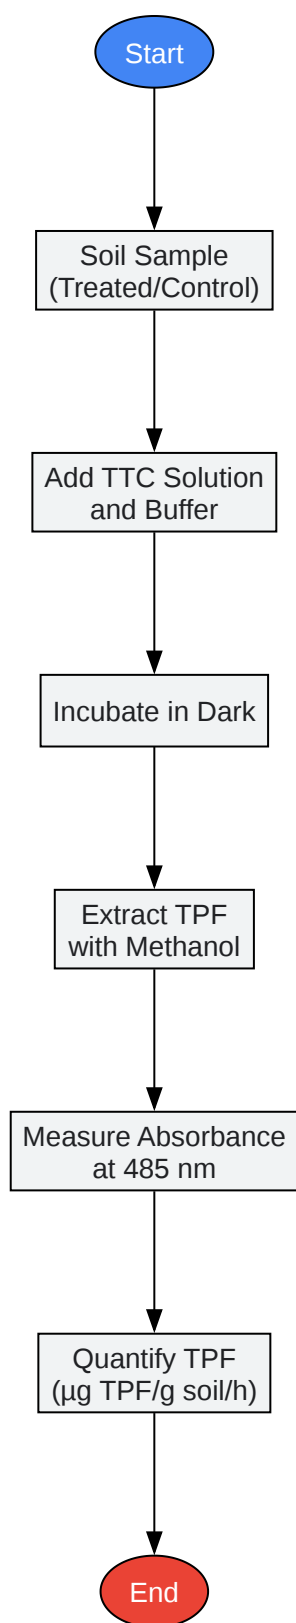 Start
Soil Sample
(Treated/Control)
Add TTC Solution
and Buffer
Incubate in Dark
Extract TPF
with Methanol
Measure Absorbance
at 485 nm
Quantify TPF
(µg TPF/g soil/h)
End